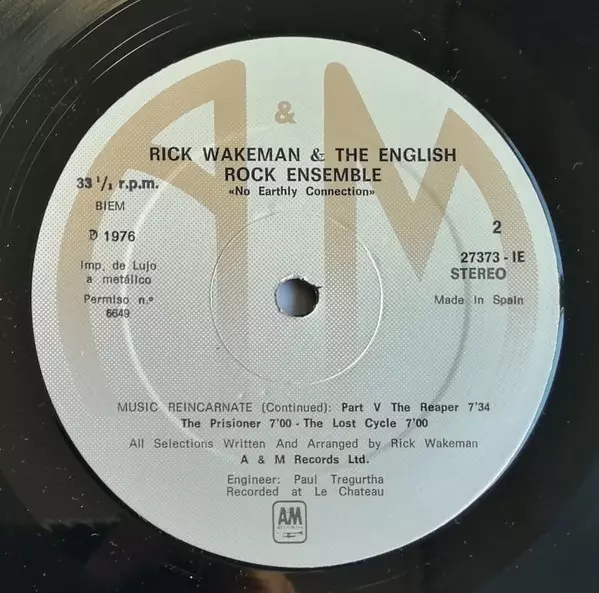 A & M
RICK WAKEMAN & THE ENGLISH
ROCK ENSEMBLE
«No Earthly Connection»
33 1/3 r.p.m.
BIEM
Ⓟ 1976
Imp. de Lujo
a metálico
Permiso n.º
6649
2
27373-IE
STEREO
Made In Spain
MUSIC REINCARNATE (Continued): Part V The Reaper 7'34
The Prisioner 7'00 - The Lost Cycle 7'00
All Selections Written And Arranged by Rick Wakeman
A & M Records Ltd.
Engineer: Paul Tregurtha
Recorded at Le Chateau
AM